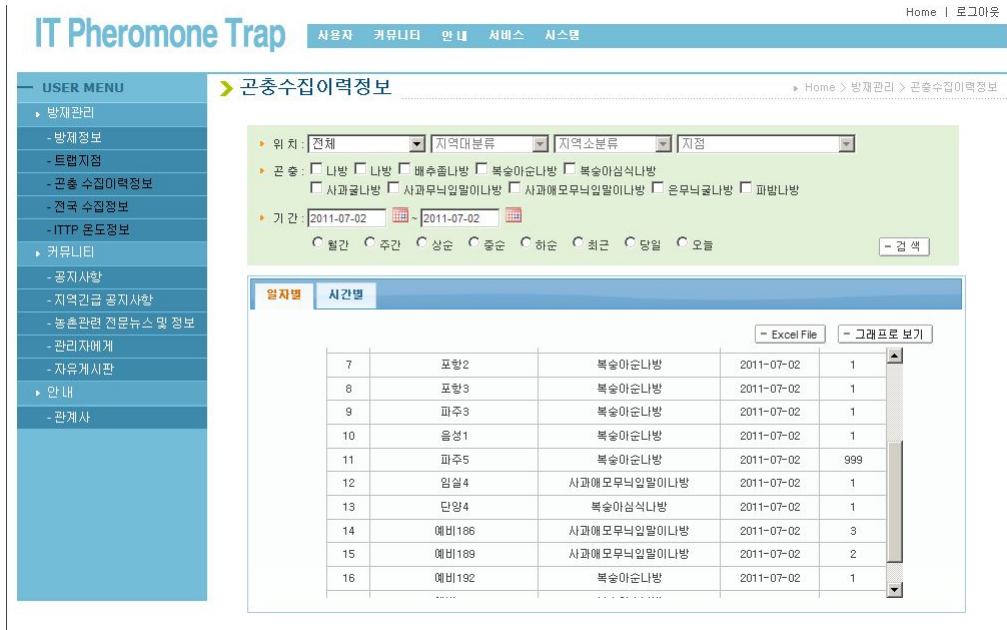 Home | 로그아웃
IT Pheromone Trap
사용자 커뮤니티 안내 서비스 시스템
USER MENU
방재관리
- 방제정보
- 트랩지점
- 곤충 수집이력정보
- 전국 수집정보
- ITTP 온도정보
커뮤니티
- 공지사항
- 지역긴급 공지사항
- 농촌관련 전문뉴스 및 정보
- 관리자에게
- 자유게시판
안내
- 관계사
곤충수집이력정보
Home > 방재관리 > 곤충수집이력정보
위 치 : 전체 지역대분류 지역소분류 지점
곤 충 : 나방 나방 배추좀나방 복숭아순나방 복숭아심식나방
사과굴나방 사과무늬잎말이나방 사과애모무늬잎말이나방 은무늬굴나방 파밤나방
기 간 : 2011-07-02 ~ 2011-07-02
월간 주간 상순 중순 하순 최근 당일 오늘
- 검 색
일자별 시간별
- Excel File - 그래프로 보기
7 포항2 복숭아순나방 2011-07-02 1
8 포항3 복숭아순나방 2011-07-02 1
9 파주3 복숭아순나방 2011-07-02 1
10 음성1 복숭아순나방 2011-07-02 1
11 파주5 복숭아순나방 2011-07-02 999
12 임실4 사과애모무늬잎말이나방 2011-07-02 1
13 단양4 복숭아심식나방 2011-07-02 1
14 예비186 사과애모무늬잎말이나방 2011-07-02 3
15 예비189 사과애모무늬잎말이나방 2011-07-02 2
16 예비192 복숭아순나방 2011-07-02 1